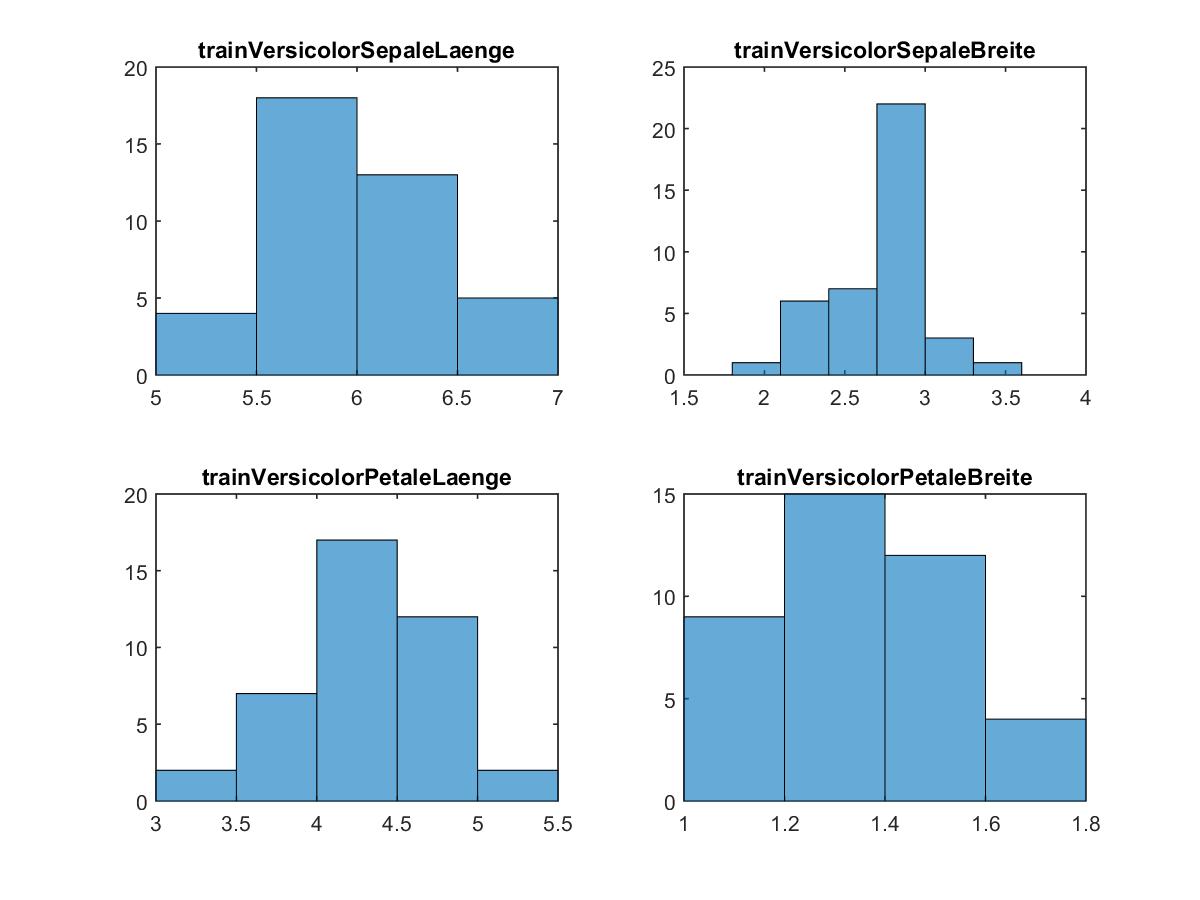 trainVersicolorSepaleLaenge
20
15
10
5
0
5 5.5 6 6.5 7
trainVersicolorSepaleBreite
25
20
15
10
5
0
1.5 2 2.5 3 3.5 4
trainVersicolorPetaleLaenge
20
15
10
5
0
3 3.5 4 4.5 5 5.5
trainVersicolorPetaleBreite
15
10
5
0
1 1.2 1.4 1.6 1.8